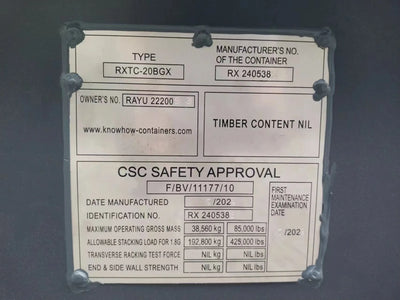 TYPE
RXTC-20BGX
MANUFACTURER'S NO.
OF THE CONTAINER
RX 240538
OWNER'S NO. RAYU 22200
www.knowhow-containers.com
TIMBER CONTENT NIL
CSC SAFETY APPROVAL
F/BV/11177/10
DATE MANUFACTURED /202
IDENTIFICATION NO. RX 240538
MAXIMUM OPERATING GROSS MASS 38,560 kg 85,000 lbs
ALLOWABLE STACKING LOAD FOR 1.8G 192,800 kg 425,000 lbs
TRANSVERSE RACKING TEST FORCE NIL kg NIL lbs
END & SIDE WALL STRENGTH NIL kg NIL lbs
FIRST
MAINTENANCE
EXAMINATION
DATE
/202